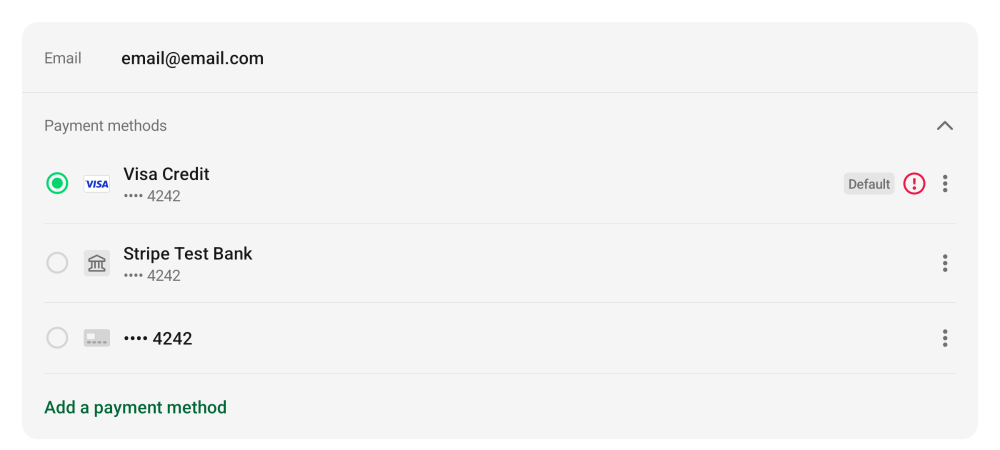 Email email@email.com
Payment methods
VISA Visa Credit
•••• 4242
Default
Stripe Test Bank
•••• 4242
•••• 4242
Add a payment method